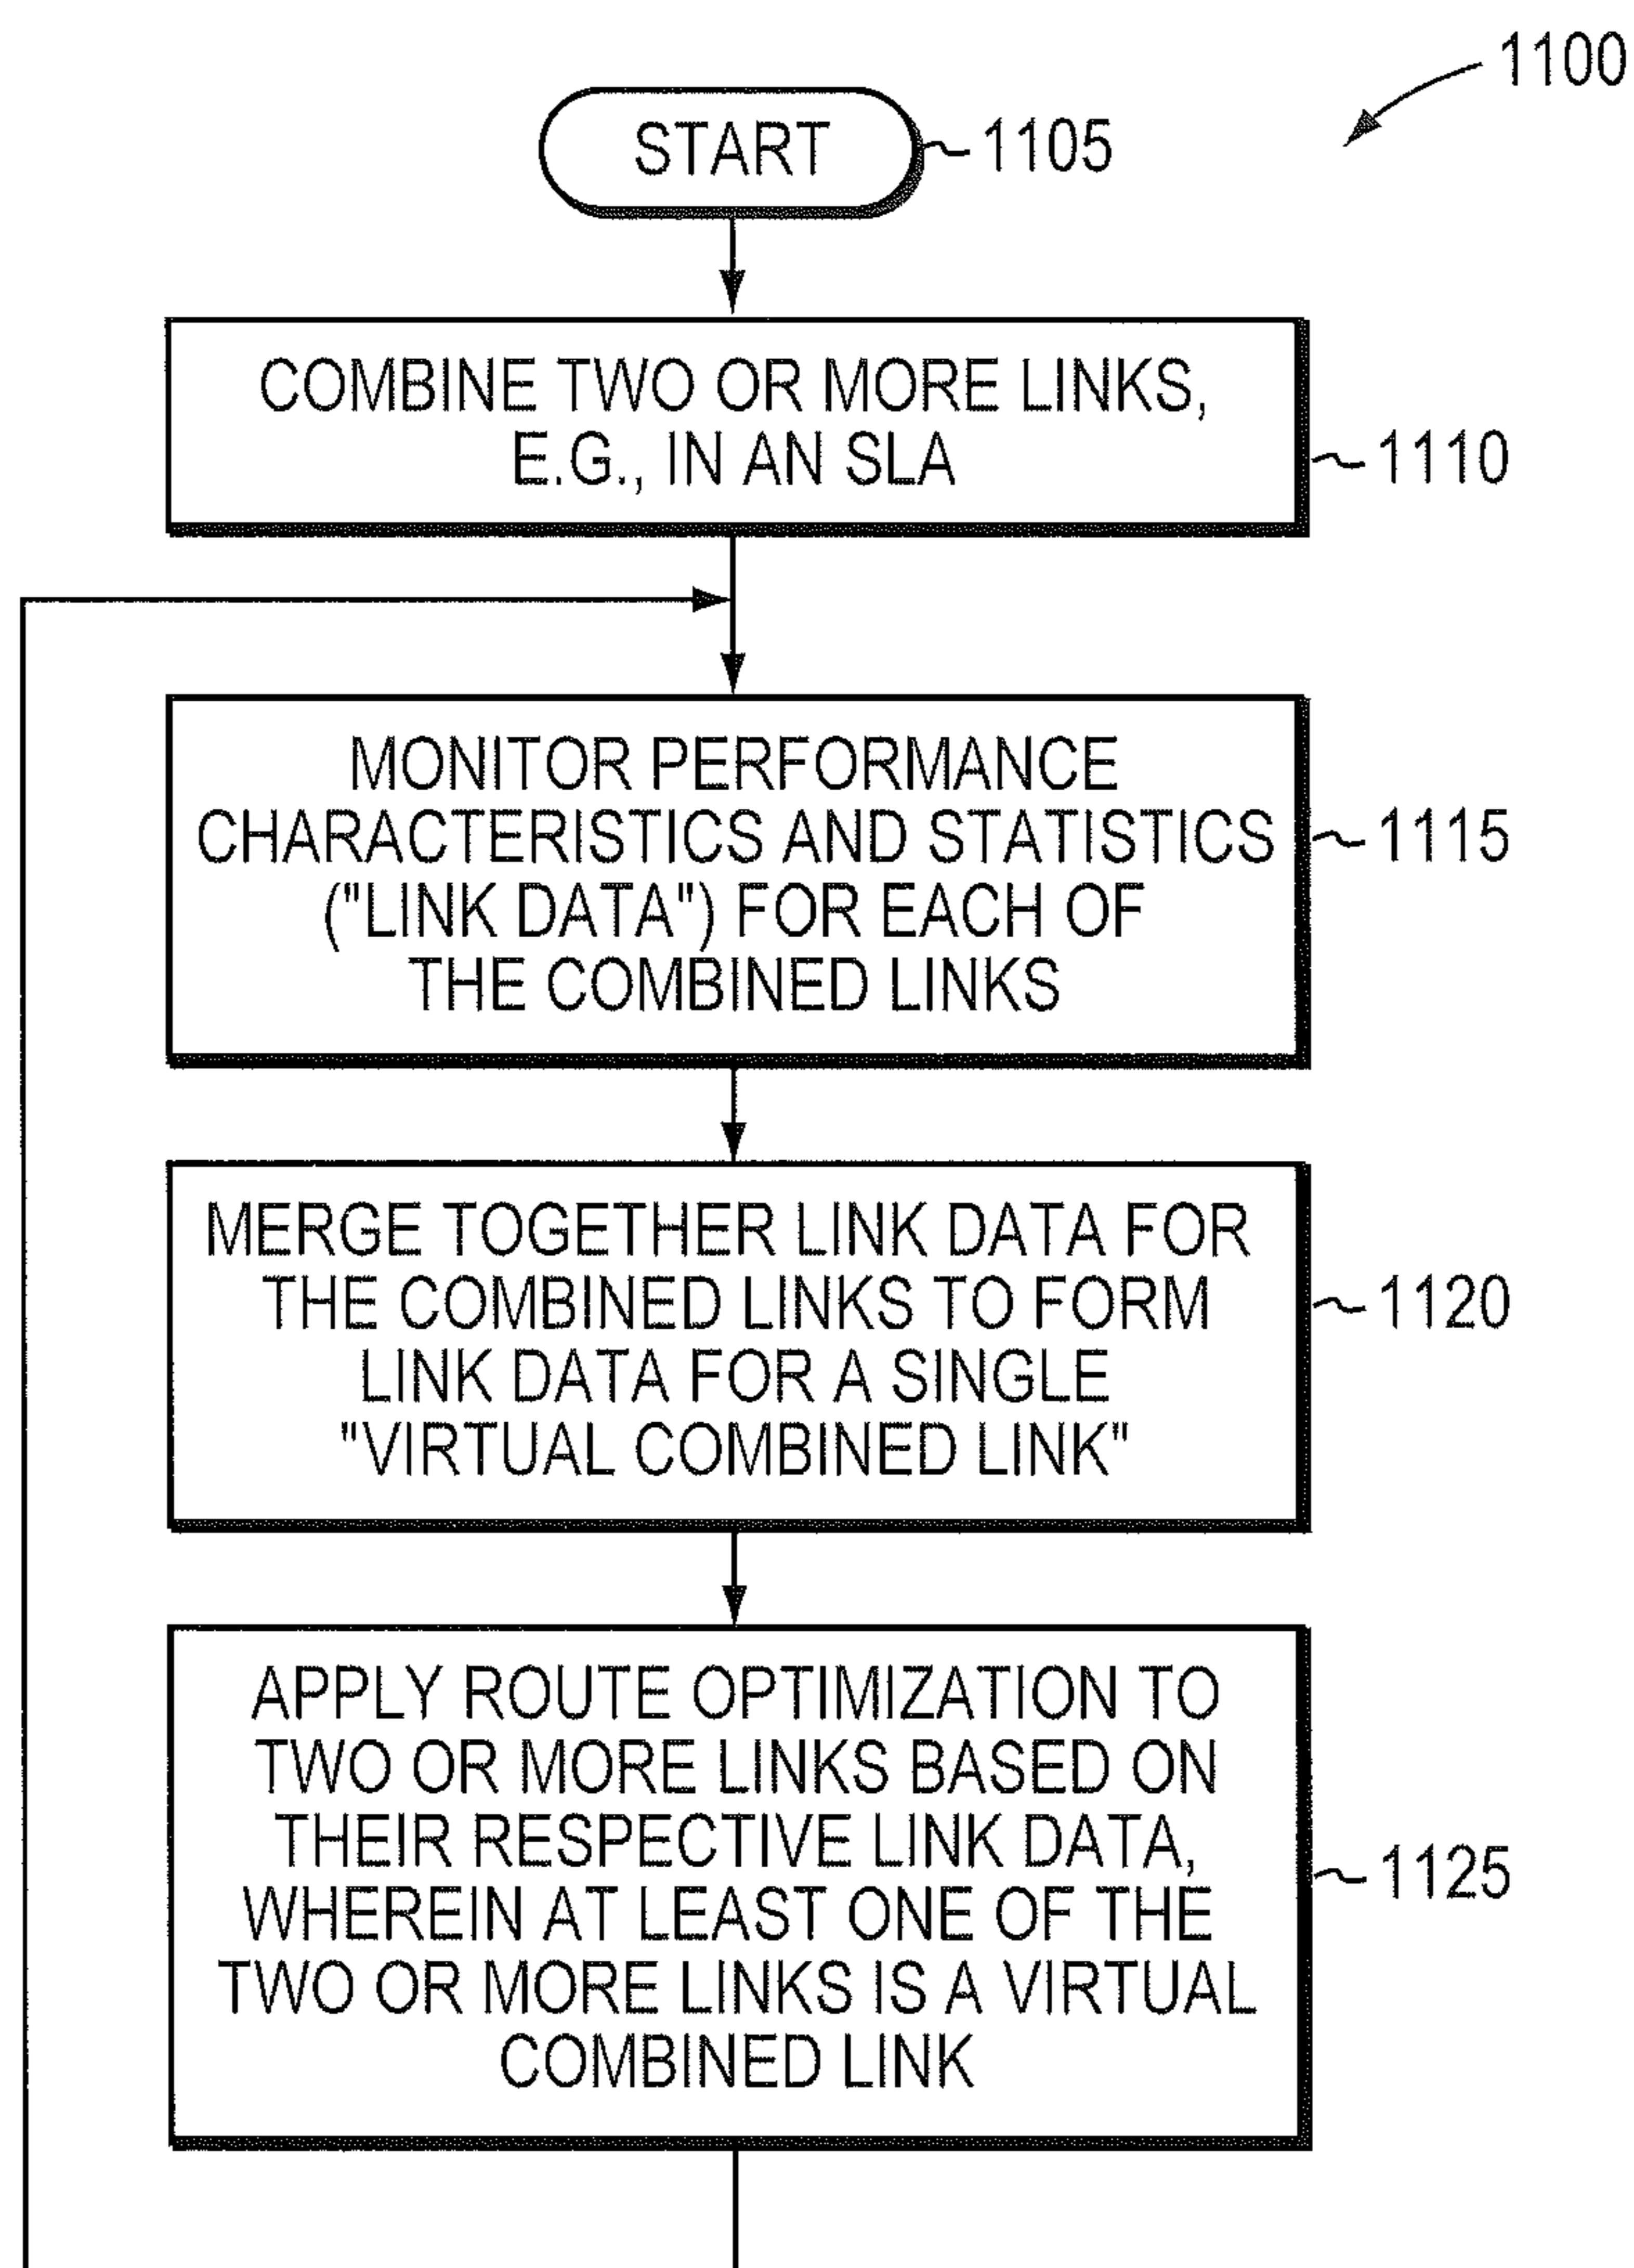 1100
START
1105
COMBINE TWO OR MORE LINKS,
E.G., IN AN SLA
1110
MONITOR PERFORMANCE
CHARACTERISTICS AND STATISTICS
("LINK DATA") FOR EACH OF
THE COMBINED LINKS
1115
MERGE TOGETHER LINK DATA FOR
THE COMBINED LINKS TO FORM
LINK DATA FOR A SINGLE
"VIRTUAL COMBINED LINK"
1120
APPLY ROUTE OPTIMIZATION TO
TWO OR MORE LINKS BASED ON
THEIR RESPECTIVE LINK DATA,
WHEREIN AT LEAST ONE OF THE
TWO OR MORE LINKS IS A VIRTUAL
COMBINED LINK
1125